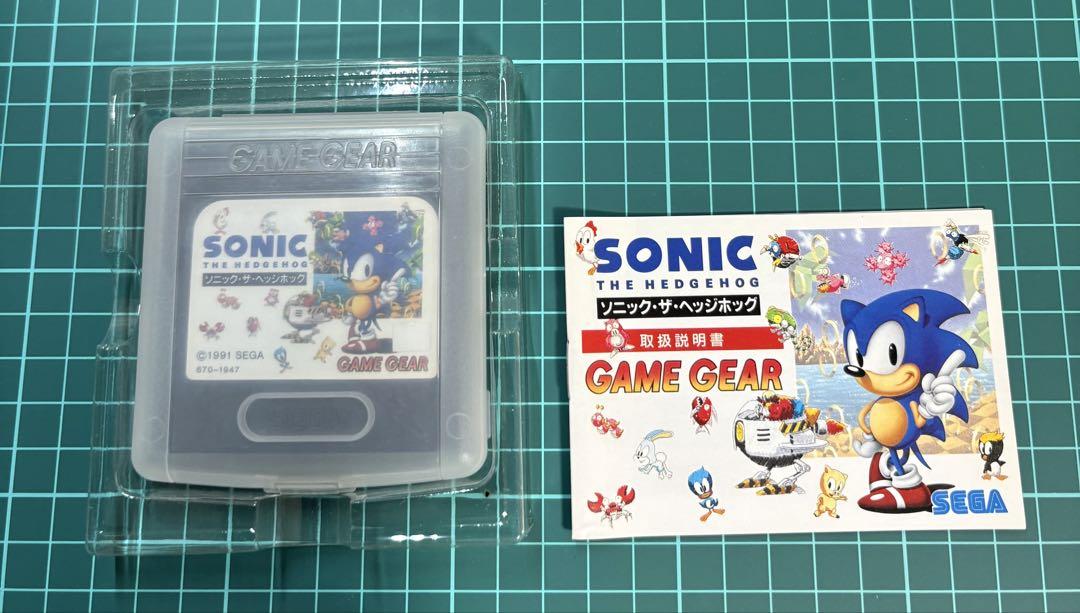 GAME GEAR
SONIC
THE HEDGEHOG
ソニック・ザ・ヘッジホッグ
©1991 SEGA
670-1947
GAME GEAR
SONIC
THE HEDGEHOG
ソニック・ザ・ヘッジホッグ
取扱説明書
GAME GEAR
SEGA